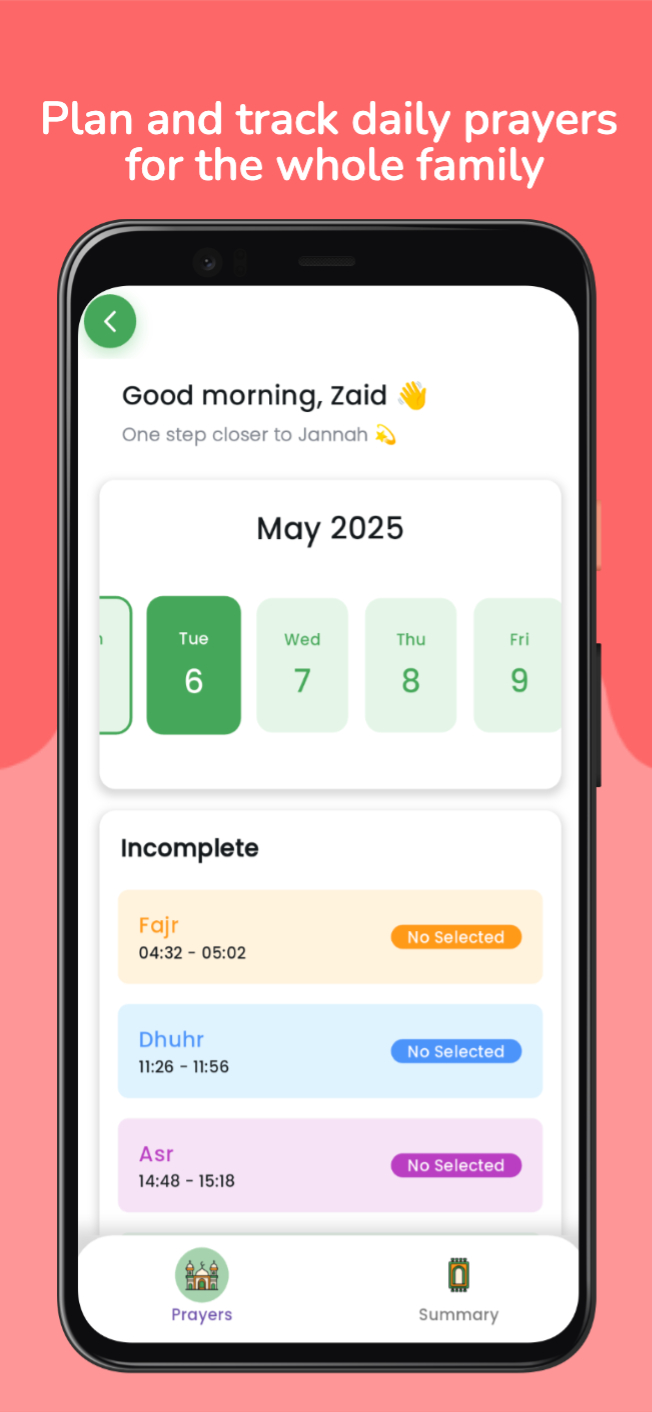 Plan and track daily prayers
for the whole family
Good morning, Zaid 👋
One step closer to Jannah 💫
May 2025
Tue
6
Wed
7
Thu
8
Fri
9
Incomplete
Fajr
04:32 - 05:02
No Selected
Dhuhr
11:26 - 11:56
No Selected
Asr
14:48 - 15:18
No Selected
Prayers
Summary